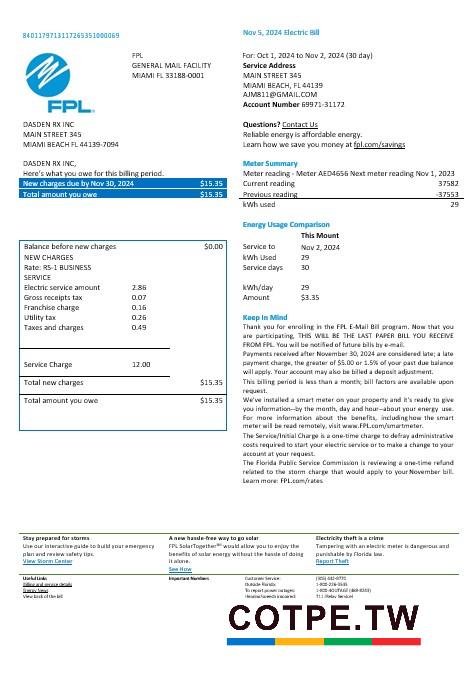 8401179713117265351000069
Nov 5, 2024 Electric Bill
FPL
FPL
GENERAL MAIL FACILITY
MIAMI FL 33188-0001
For: Oct 1, 2024 to Nov 2, 2024 (30 day)
Service Address
MAIN STREET 345
MIAMI BEACH, FL 44139
AJM811@GMAIL.COM
Account Number 69971-31172
DASDEN RX INC
MAIN STREET 345
MIAMI BEACH FL 44139-7094
Questions? Contact Us
Reliable energy is affordable energy.
Learn how we save you money at fpl.com/savings
DASDEN RX INC,
Here's what you owe for this billing period.
New charges due by Nov 30, 2024 $15.35
Total amount you owe $15.35
Meter Summary
Meter reading - Meter AED4656 Next meter reading Nov 1, 2023
Current reading 37582
Previous reading -37553
kWh used 29
Energy Usage Comparison
This Mount
Service to Nov 2, 2024
kWh Used 29
Service days 30
kWh/day 29
Amount $3.35
Balance before new charges $0.00
NEW CHARGES
Rate: RS-1 BUSINESS
SERVICE
Electric service amount 2.86
Gross receipts tax 0.07
Franchise charge 0.16
Utility tax 0.26
Taxes and charges 0.49
Service Charge 12.00
Total new charges $15.35
Total amount you owe $15.35
Keep In Mind
Thank you for enrolling in the FPL E-Mail Bill program. Now that you
are participating, THIS WILL BE THE LAST PAPER BILL YOU RECEIVE
FROM FPL. You will be notified of future bills by e-mail.
Payments received after November 30, 2024 are considered late; a late
payment charge, the greater of $5.00 or 1.5% of your past due balance
will apply. Your account may also be billed a deposit adjustment.
This billing period is less than a month; bill factors are available upon
request.
We've installed a smart meter on your property and it's ready to give
you information--by the month, day and hour--about your energy use.
For more information about the benefits, including how the smart
meter will be read remotely, visit www.FPL.com/smartmeter.
The Service/Initial Charge is a one-time charge to defray administrative
costs required to start your electric service or to make a change to your
account at your request.
The Florida Public Service Commission is reviewing a one-time refund
related to the storm charge that would apply to your November bill.
Learn more: FPL.com/rates
Stay prepared for storms
Use our interactive guide to build your emergency
plan and review safety tips.
View Storm Center
A new hassle-free way to go solar
FPL SolarTogether℠ would allow you to enjoy the
benefits of solar energy without the hassle of doing
it alone.
See How
Electricity theft is a crime
Tampering with an electric meter is dangerous and
punishable by Florida law.
Report Theft
Useful Links
Billing and service details
Energy News
View back of the bill
Important Numbers
Customer Service:
Outside Florida:
To report power outages:
Hearing/speech impaired:
1-800-226-3545
711 (Relay Service)
COTPE.TW